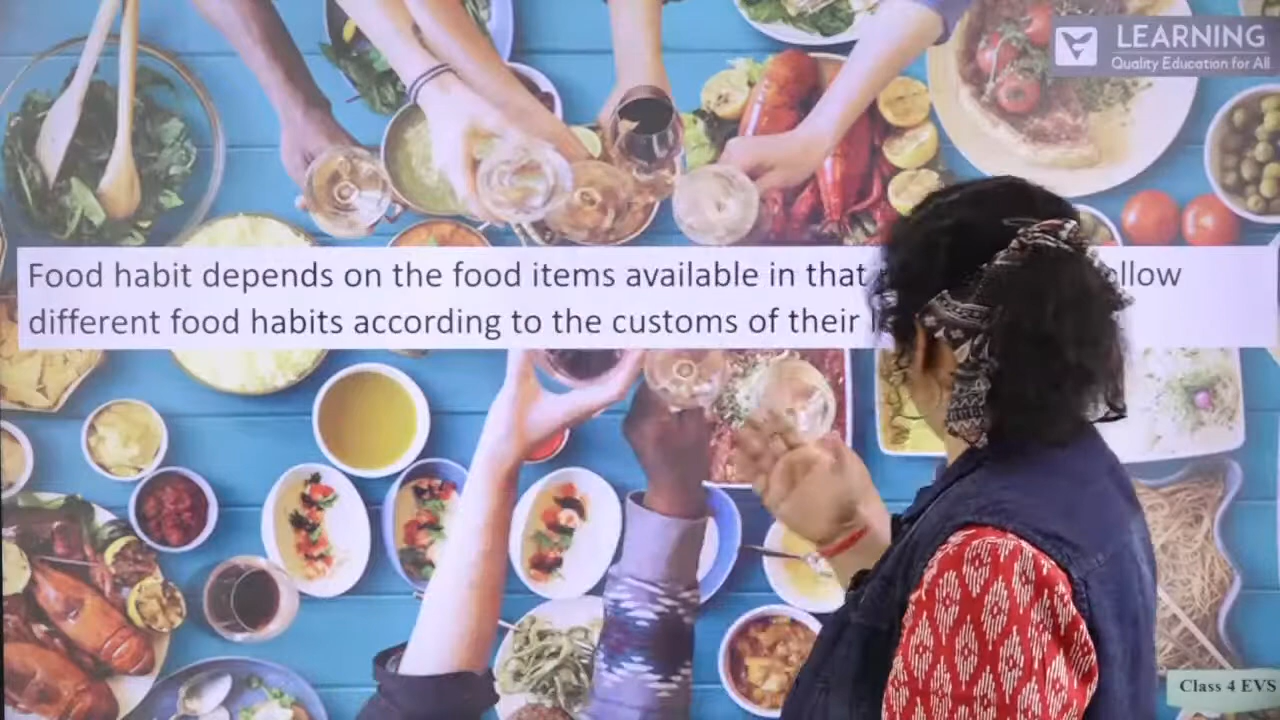 LEARNING
Quality Education for All
Food habit depends on the food items available in that
different food habits according to the customs of their
Class 4 EVS